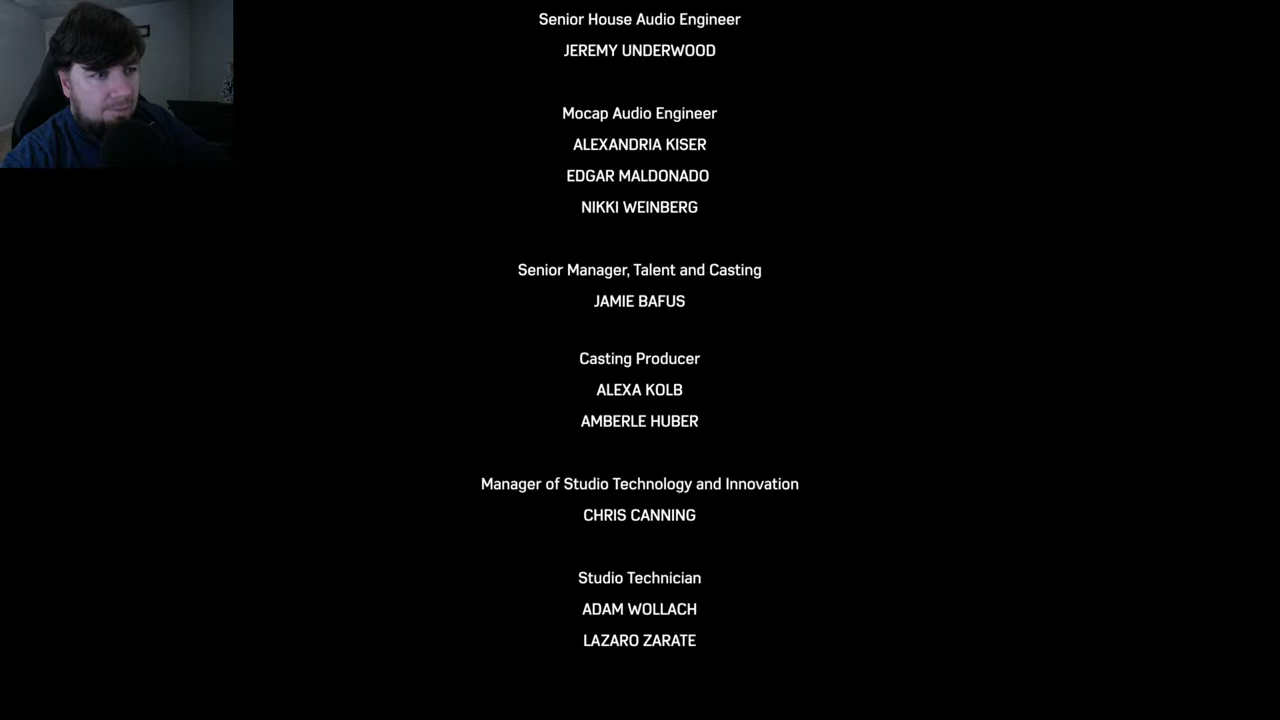 Senior House Audio Engineer
JEREMY UNDERWOOD
Mocap Audio Engineer
ALEXANDRIA KISER
EDGAR MALDONADO
NIKKI WEINBERG
Senior Manager, Talent and Casting
JAMIE BAFUS
Casting Producer
ALEXA KOLB
AMBERLE HUBER
Manager of Studio Technology and Innovation
CHRIS CANNING
Studio Technician
ADAM WOLLACH
LAZARO ZARATE